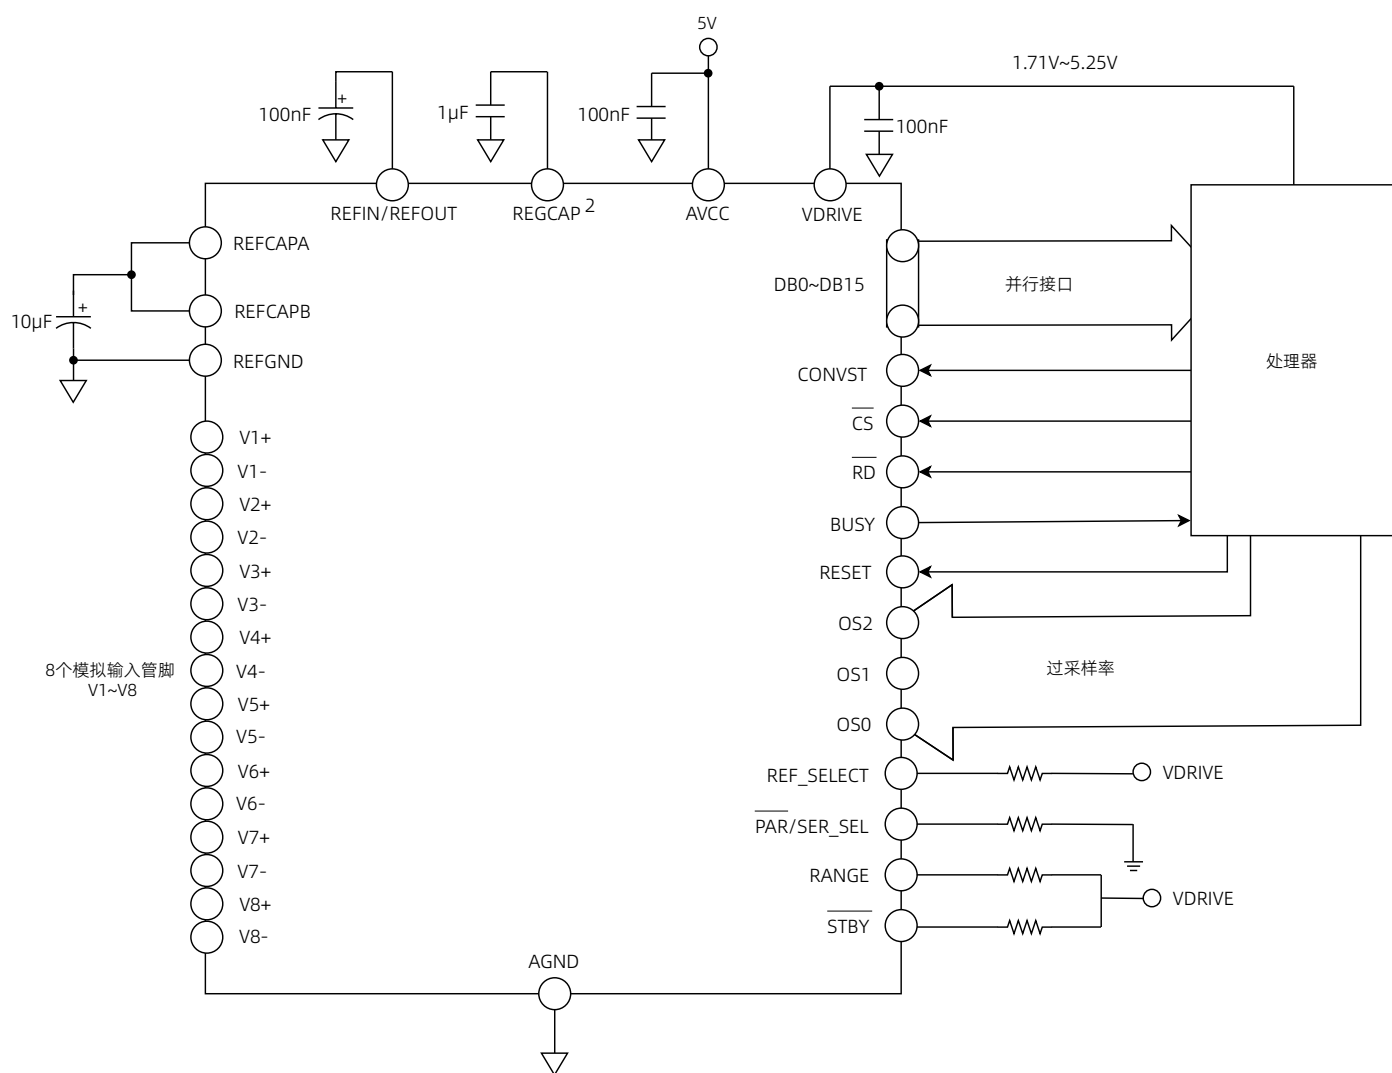 5V
1.71V~5.25V
+
100nF
1μF
100nF
100nF
REFIN/REFOUT
REGCAP 2
AVCC
VDRIVE
REFCAPA
+
10μF
REFCAPB
REFGND
DB0~DB15
并行接口
处理器
CONVST
CS
RD
BUSY
RESET
OS2
OS1
过采样率
OS0
REF_SELECT
VDRIVE
PAR/SER_SEL
RANGE
VDRIVE
STBY
V1+
V1-
V2+
V2-
V3+
V3-
V4+
8个模拟输入管脚
V1~V8
V4-
V5+
V5-
V6+
V6-
V7+
V7-
V8+
V8-
AGND